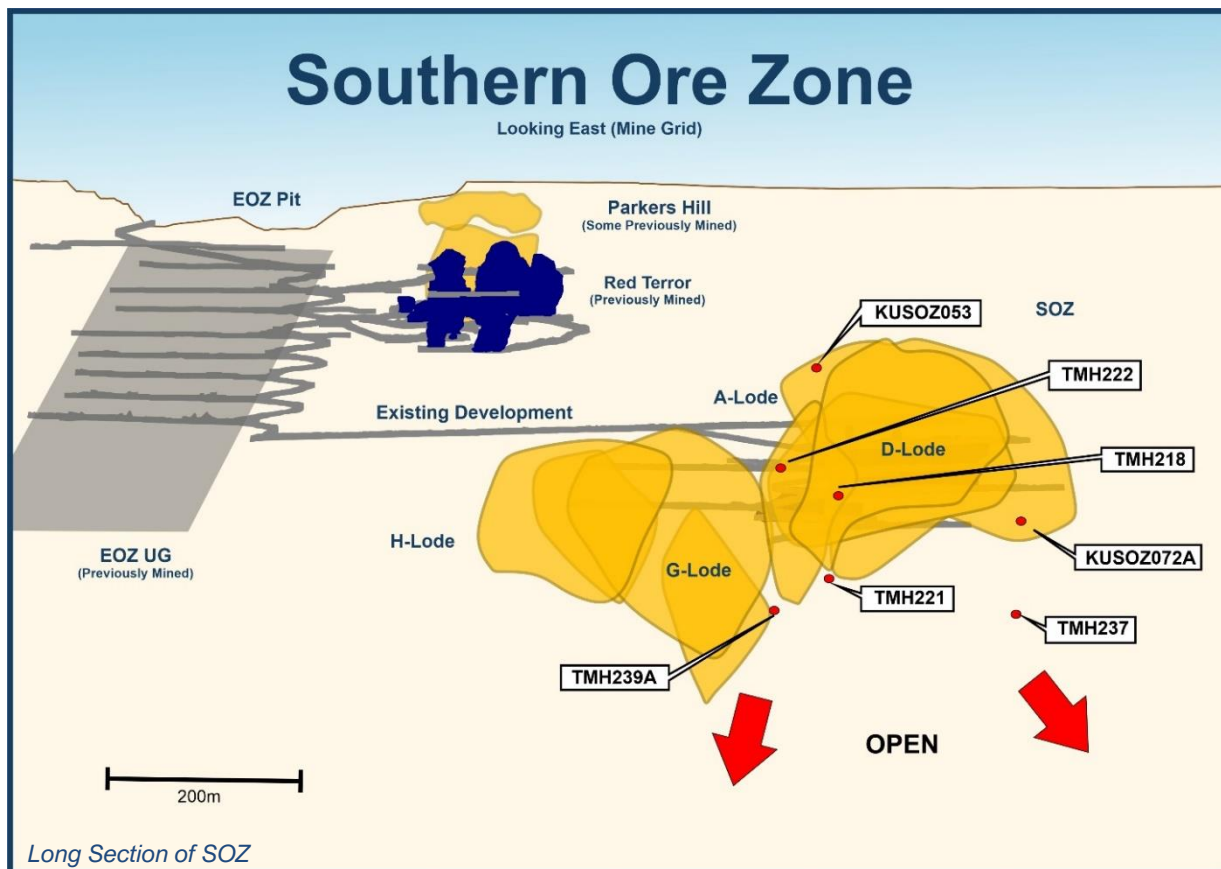 Southern Ore Zone
Looking East (Mine Grid)
EOZ Pit
Parkers Hill
(Some Previously Mined)
Red Terror
(Previously Mined)
KUSOZ053
SOZ
TMH222
A-Lode
Existing Development
D-Lode
TMH218
H-Lode
EOZ UG
(Previously Mined)
G-Lode
KUSOZ072A
TMH221
TMH237
TMH239A
OPEN
200m
Long Section of SOZ